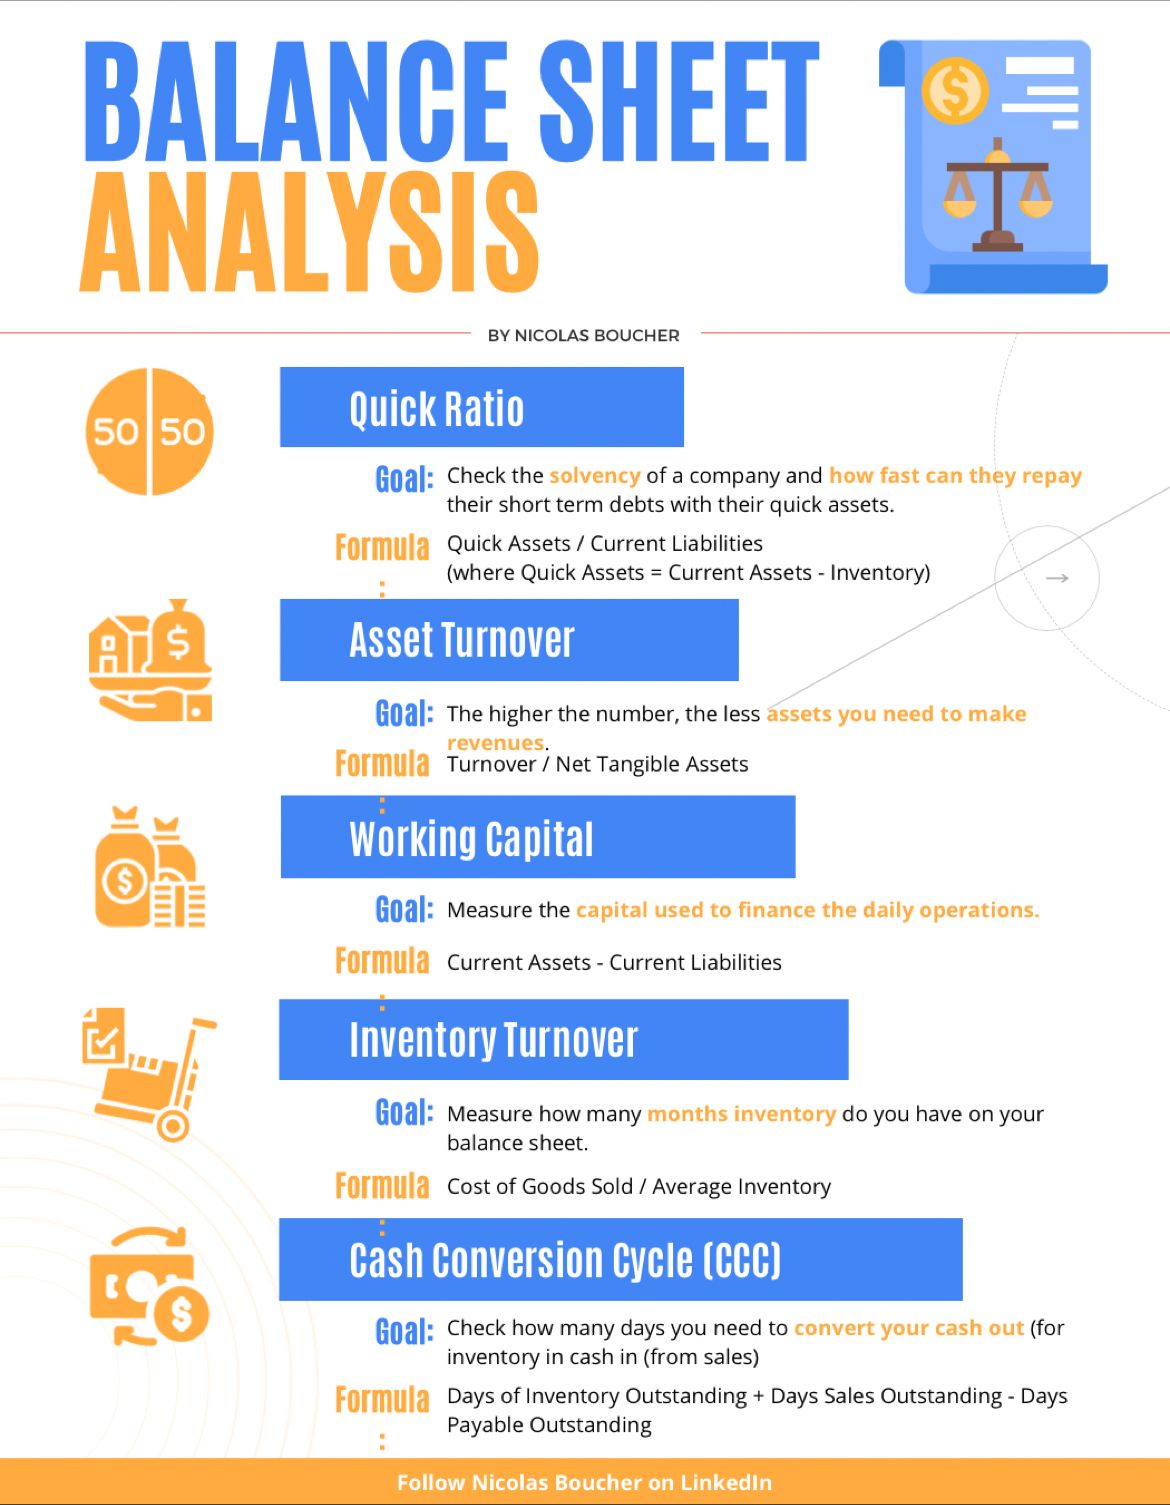 BALANCE SHEET
ANALYSIS
BY NICOLAS BOUCHER
50 50
Quick Ratio
Goal: Check the solvency of a company and how fast can they repay
their short term debts with their quick assets.
Formula Quick Assets / Current Liabilities
: (where Quick Assets = Current Assets - Inventory)
Asset Turnover
Goal: The higher the number, the less assets you need to make
revenues.
Formula Turnover / Net Tangible Assets
:
Working Capital
Goal: Measure the capital used to finance the daily operations.
Formula Current Assets - Current Liabilities
:
Inventory Turnover
Goal: Measure how many months inventory do you have on your
balance sheet.
Formula Cost of Goods Sold / Average Inventory
:
Cash Conversion Cycle (CCC)
Goal: Check how many days you need to convert your cash out (for
inventory in cash in (from sales)
Formula Days of Inventory Outstanding + Days Sales Outstanding - Days
: Payable Outstanding
Follow Nicolas Boucher on LinkedIn